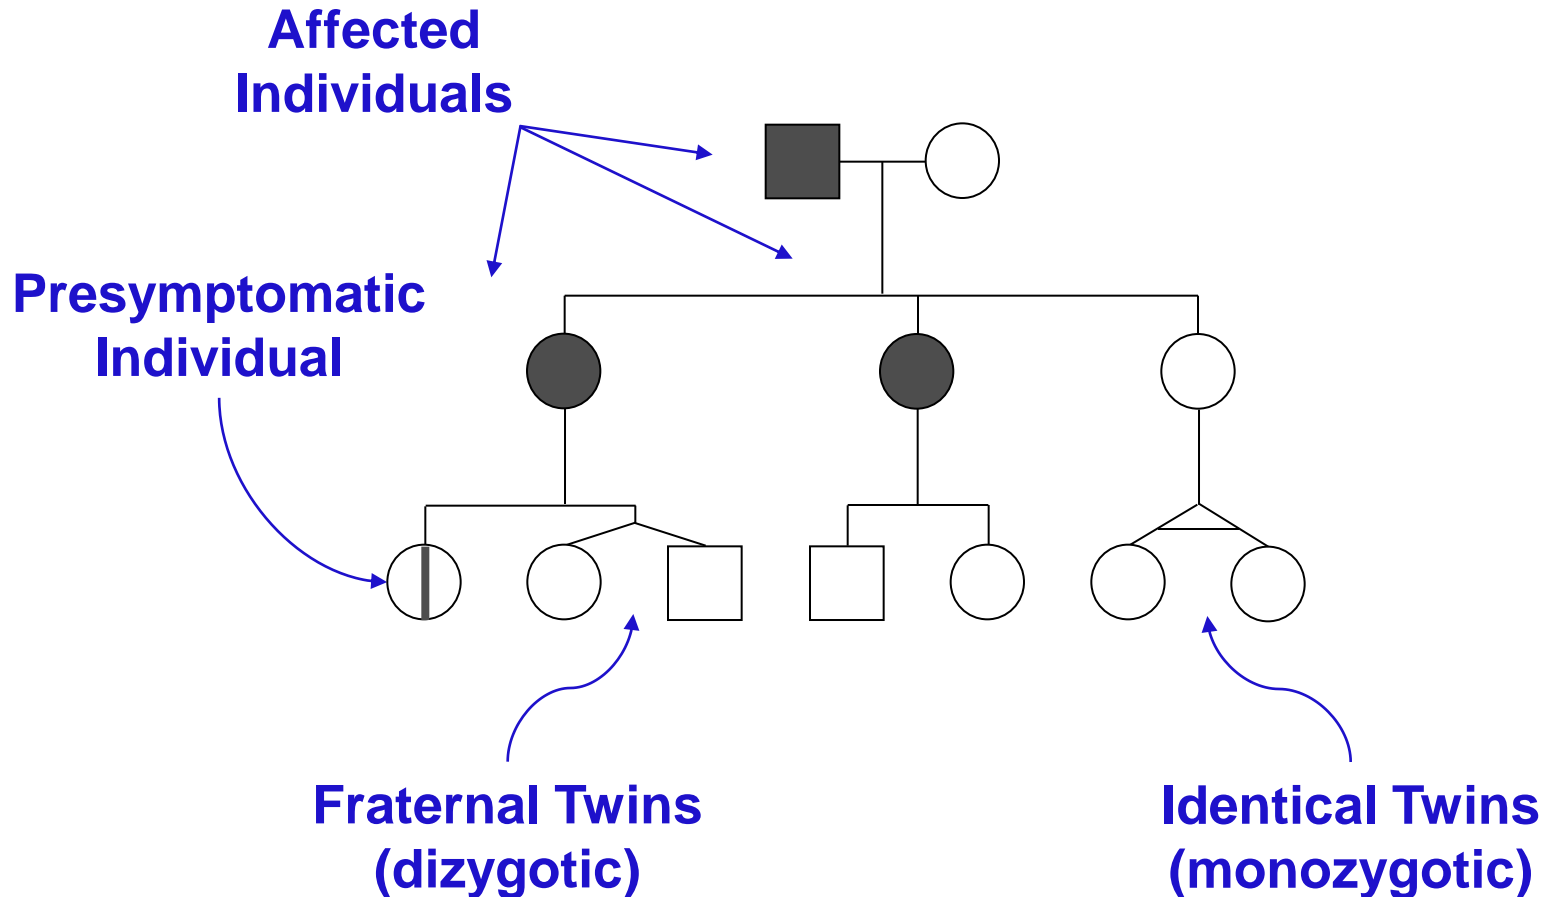 Affected
Individuals
Presymptomatic
Individual
Fraternal Twins
(dizygotic)
Identical Twins
(monozygotic)